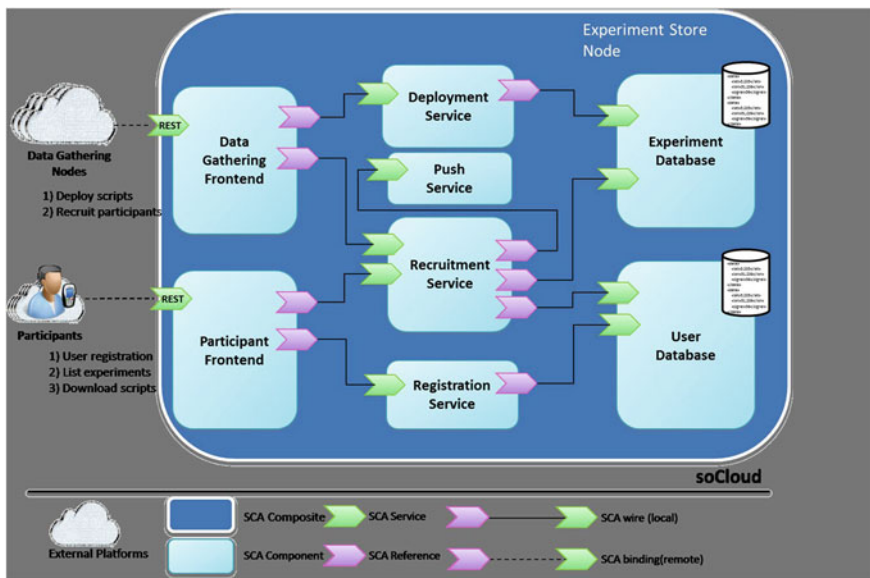 Experiment Store
Node
REST
Data Gathering
Nodes
1) Deploy scripts
2) Recruit participants
Data
Gathering
Frontend
Deployment
Service
Push
Service
Experiment
Database
REST
Participants
1) User registration
2) List experiments
3) Download scripts
Participant
Frontend
Recruitment
Service
Registration
Service
User
Database
soCloud
External Platforms
SCA Composite
SCA Service
SCA wire (local)
SCA Component
SCA Reference
SCA binding(remote)